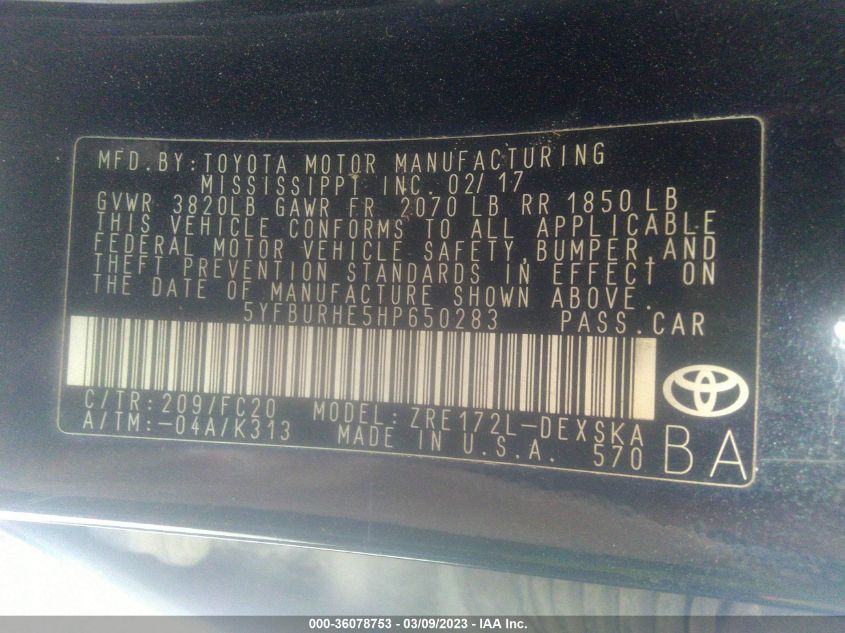 MFD.BY:TOYOTA MOTOR MANUFACTURING
MISSISSIPPI INC. 02/17
GVWR 3820LB GAWR FR 2070 LB RR 1850 LB
THIS VEHICLE CONFORMS TO ALL APPLICABLE
FEDERAL MOTOR VEHICLE SAFETY,BUMPER,AND
THEFT PREVENTION STANDARDS IN EFFECT ON
THE DATE OF MANUFACTURE SHOWN ABOVE.
5YFBURHE5HP650283 PASS.CAR
C/TR:209/FC20 MODEL:ZRE172L-DEXSKA
A/TM:-04A/K313 MADE IN U.S.A. 570
BA
000-36078753 - 03/09/2023 - IAA Inc.